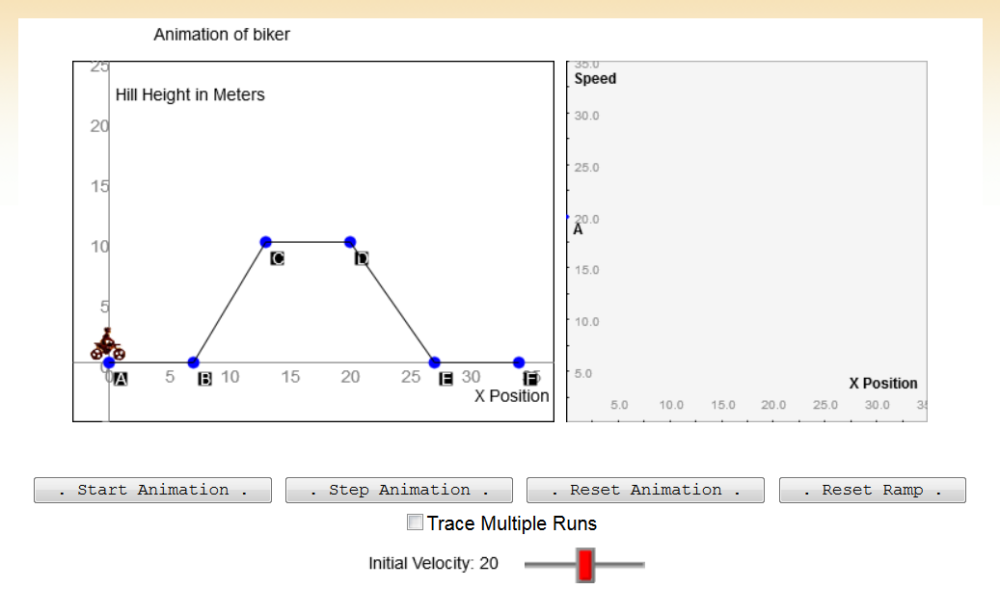 Animation of biker
25
Hill Height in Meters
20
15
10
5
0
A
B
C
D
E
F
0 5 10 15 20 25 30 35
X Position
35.0
Speed
30.0
25.0
20.0
A
15.0
10.0
5.0
X Position
5.0 10.0 15.0 20.0 25.0 30.0
. Start Animation .
. Step Animation .
. Reset Animation .
. Reset Ramp .
Trace Multiple Runs
Initial Velocity: 20